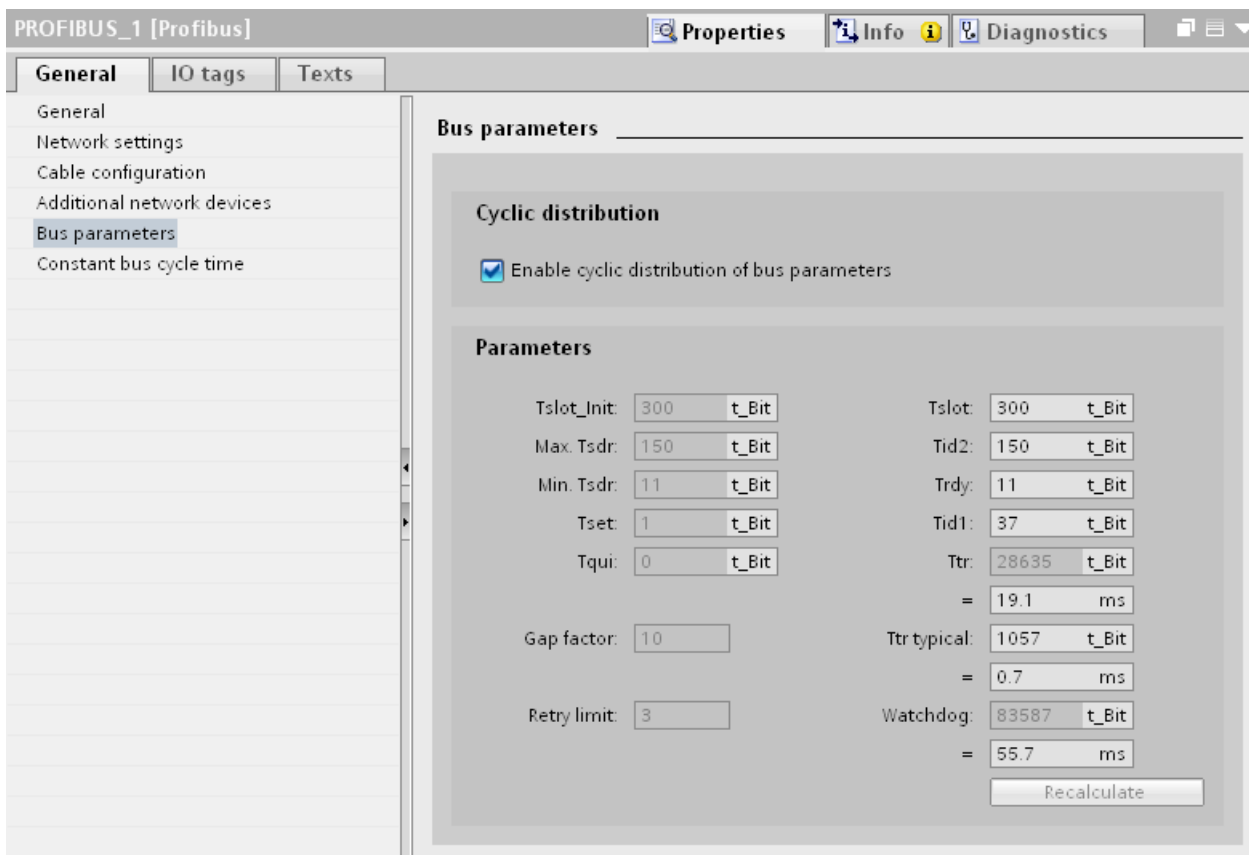 PROFIBUS_1 [Profibus] Properties Info Diagnostics
General IO tags Texts
General
Network settings
Cable configuration
Additional network devices
Bus parameters
Constant bus cycle time
Bus parameters
Cyclic distribution
Enable cyclic distribution of bus parameters
Parameters
Tslot_Init: 300 t_Bit Tslot: 300 t_Bit
Max. Tsdr: 150 t_Bit Tid2: 150 t_Bit
Min. Tsdr: 11 t_Bit Trdy: 11 t_Bit
Tset: 1 t_Bit Tid1: 37 t_Bit
Tqui: 0 t_Bit Ttr: 28635 t_Bit
= 19.1 ms
Gap factor: 10 Ttr typical: 1057 t_Bit
= 0.7 ms
Retry limit: 3 Watchdog: 83587 t_Bit
= 55.7 ms
Recalculate